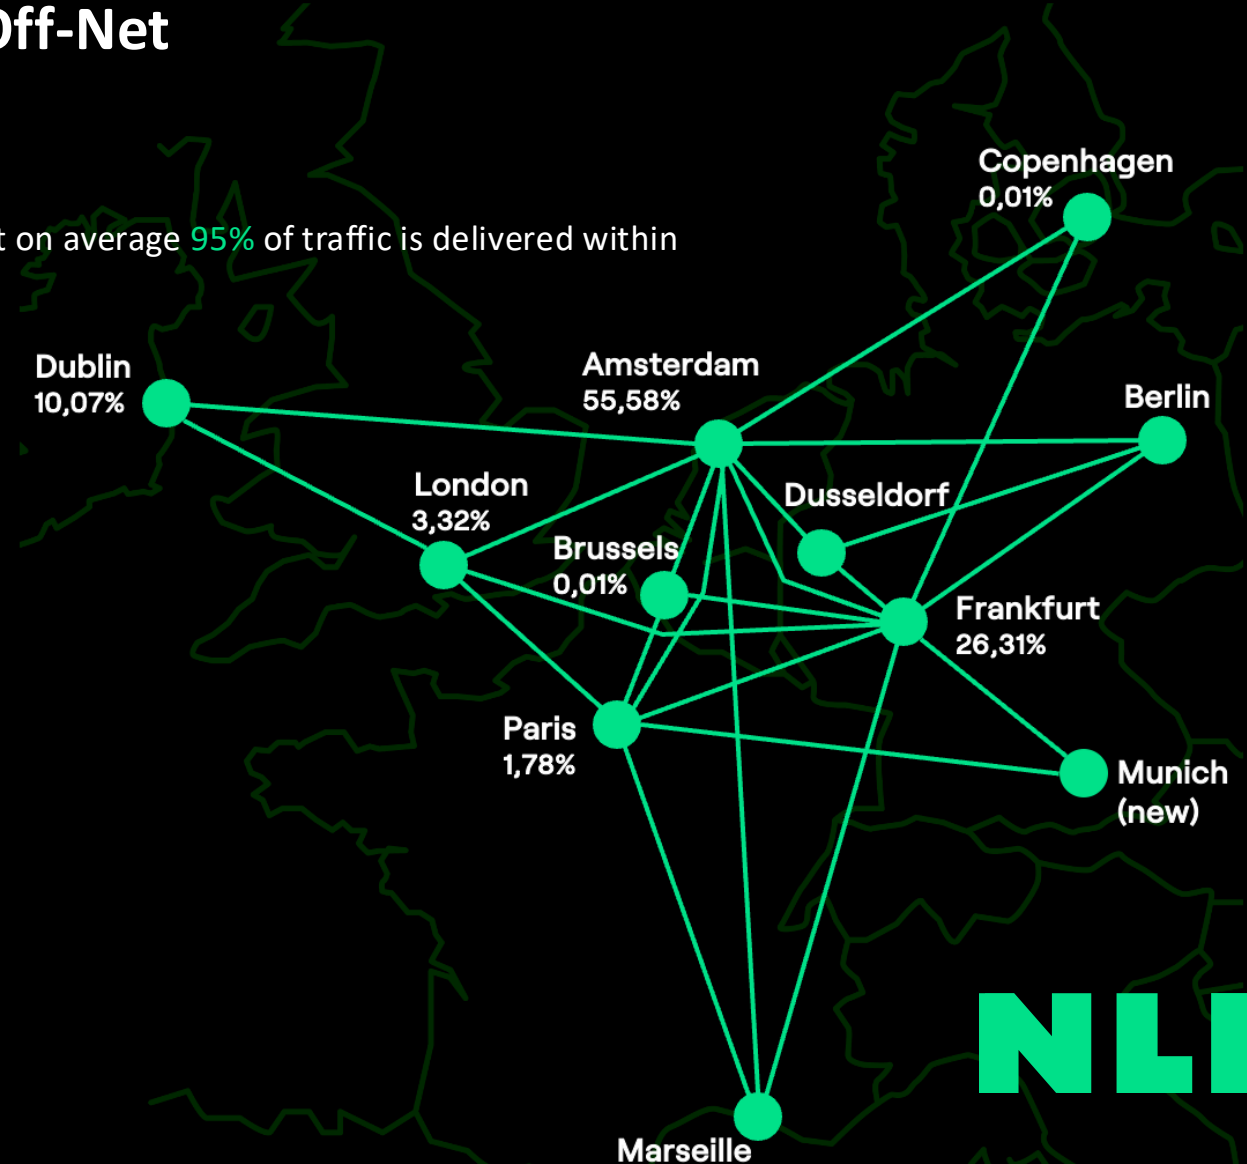 Off-Net
t on average 95% of traffic is delivered within
Copenhagen
0,01%
Dublin
10,07%
Amsterdam
55,58%
Berlin
London
3,32%
Dusseldorf
Brussels
0,01%
Frankfurt
26,31%
Paris
1,78%
Munich
(new)
NLI
Marseille